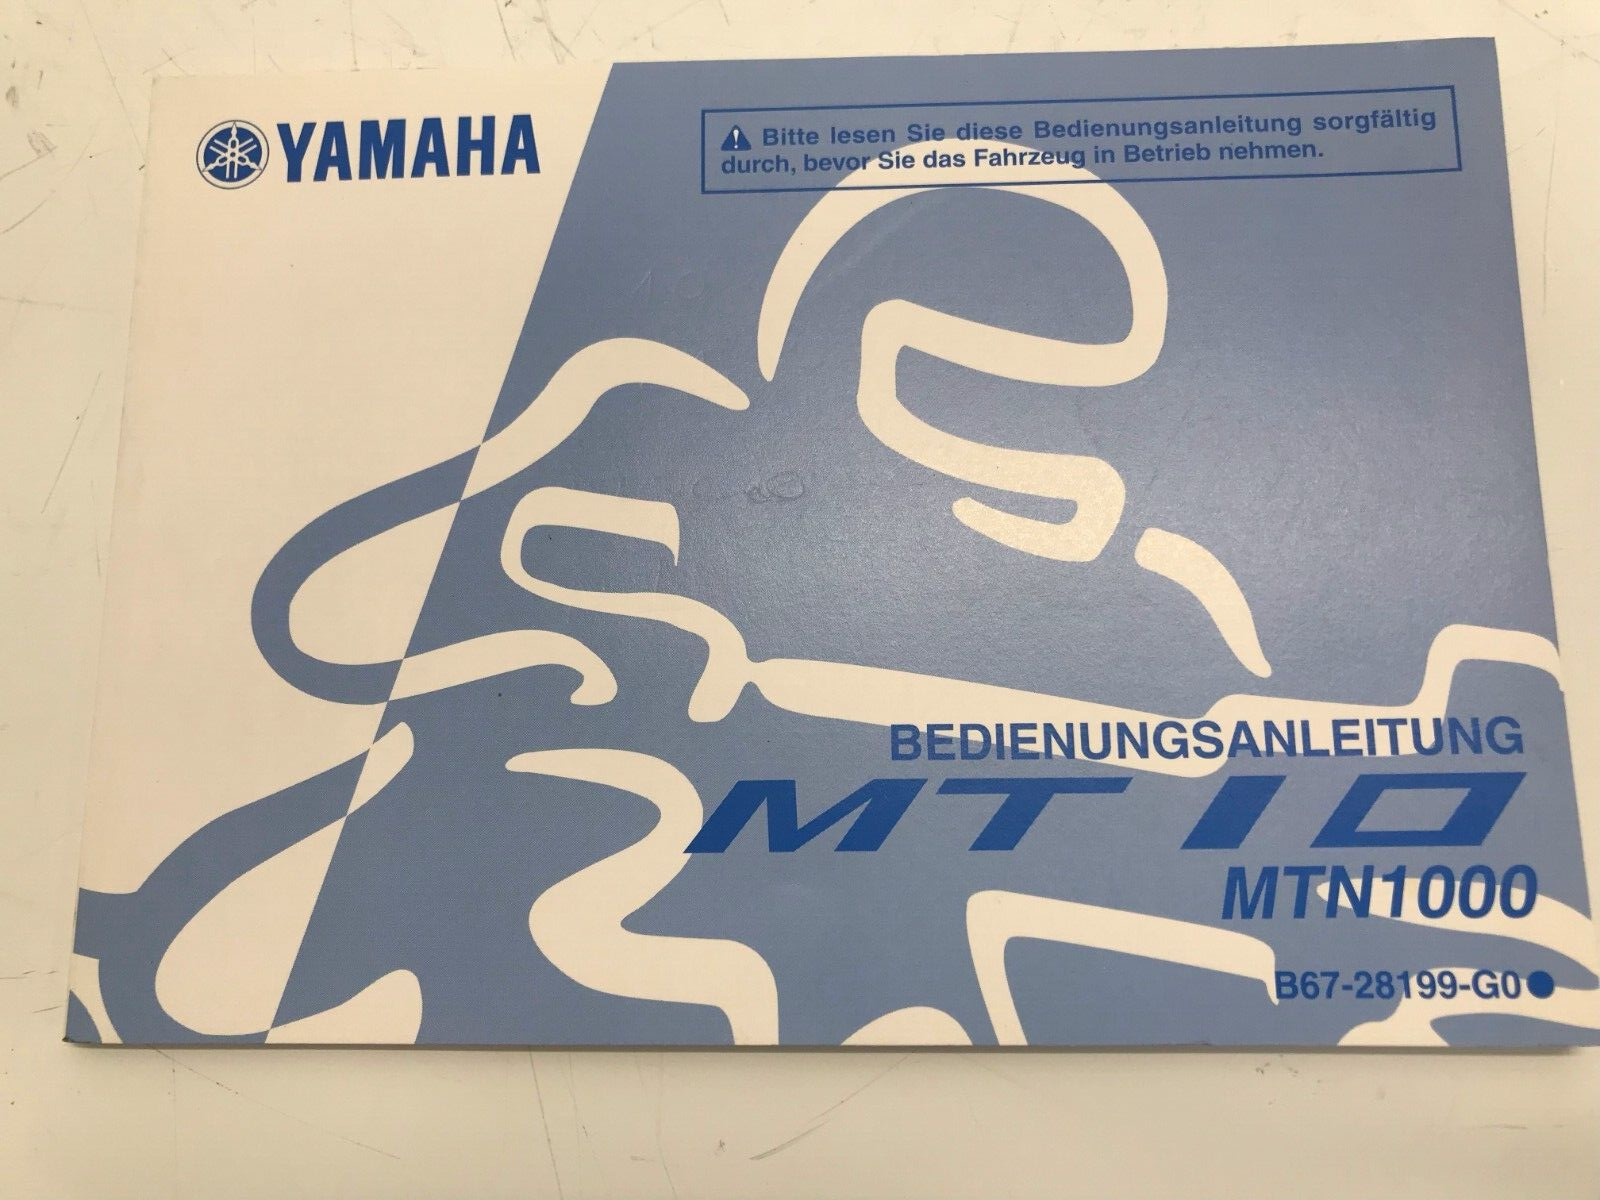 YAMAHA
⚠ Bitte lesen Sie diese Bedienungsanleitung sorgfältig
durch, bevor Sie das Fahrzeug in Betrieb nehmen.
BEDIENUNGSANLEITUNG
MT 10
MTN1000
B67-28199-G0●